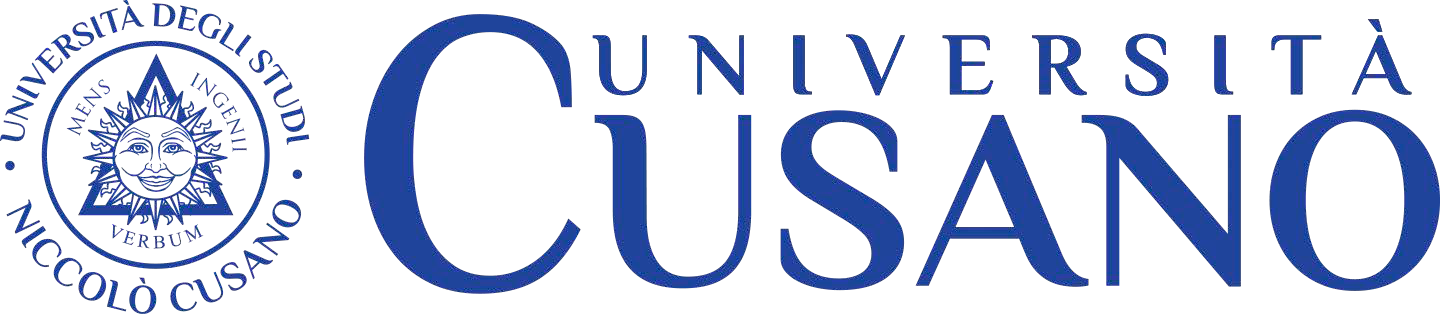 UNIVERSITÀ DEGLI STUDI
NICCOLÒ CUSANO
MENS
INGENII
VERBUM
UNIVERSITÀ
CUSANO